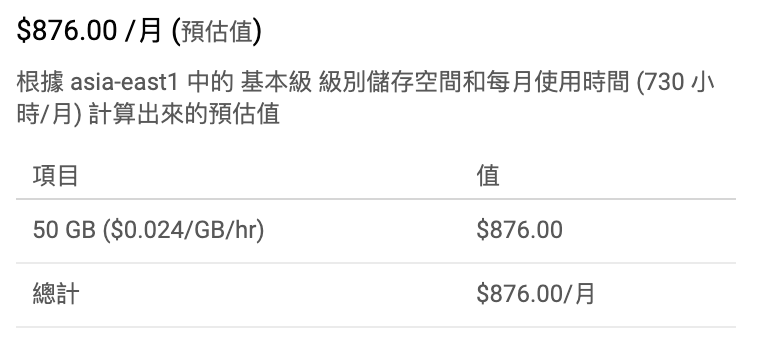 $876.00 /月 (預估值)
根據 asia-east1 中的 基本級 級別儲存空間和每月使用時間 (730 小
時/月) 計算出來的預估值
項目 值
50 GB ($0.024/GB/hr) $876.00
總計 $876.00/月